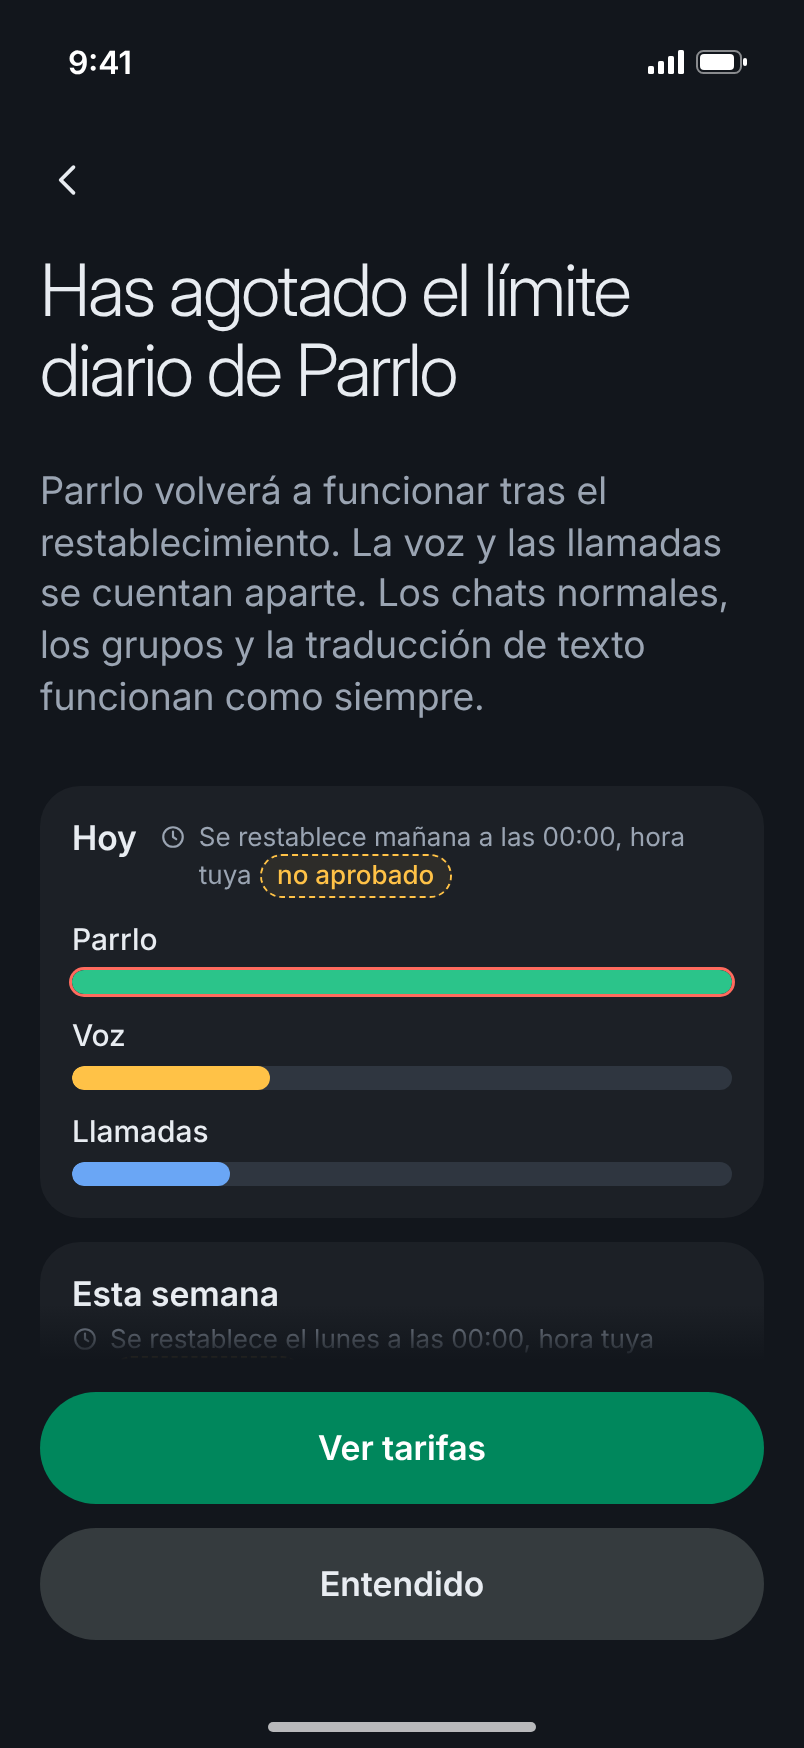 9:41
Has agotado el límite
diario de Parrlo
Parrlo volverá a funcionar tras el
restablecimiento. La voz y las llamadas
se cuentan aparte. Los chats normales,
los grupos y la traducción de texto
funcionan como siempre.
Hoy Se restablece mañana a las 00:00, hora
tuya no aprobado
Parrlo
Voz
Llamadas
Esta semana
Se restablece el lunes a las 00:00, hora tuya
Ver tarifas
Entendido